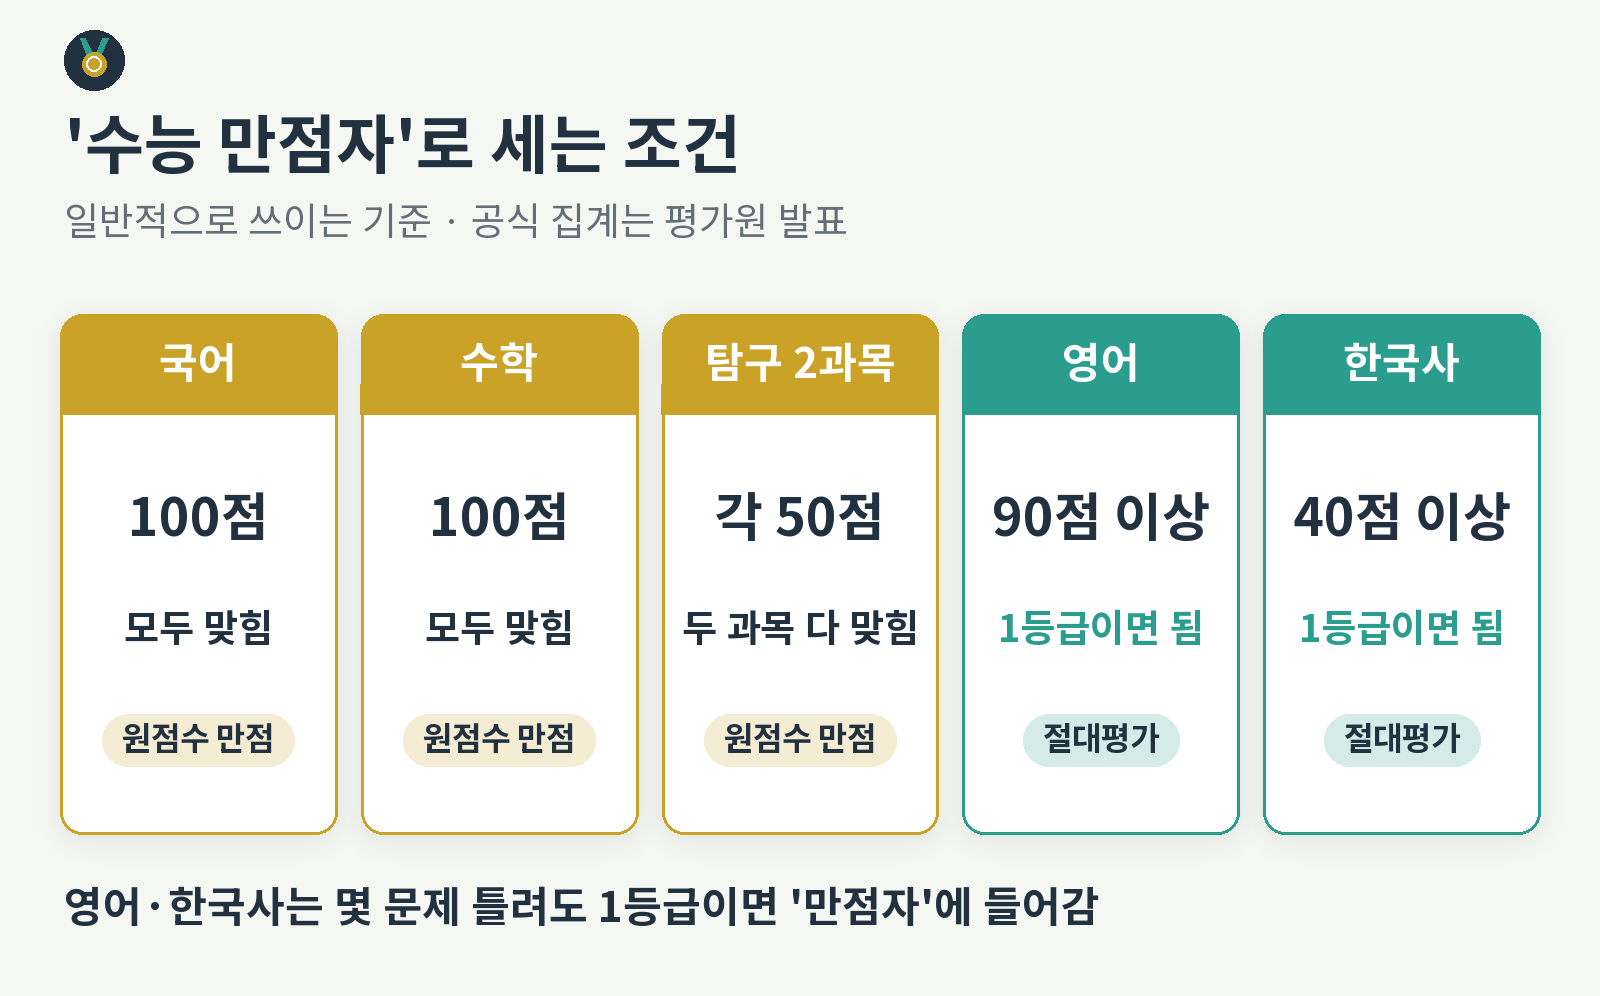 '수능 만점자'로 세는 조건
일반적으로 쓰이는 기준 · 공식 집계는 평가원 발표
국어
100점
모두 맞힘
원점수 만점
수학
100점
모두 맞힘
원점수 만점
탐구 2과목
각 50점
두 과목 다 맞힘
원점수 만점
영어
90점 이상
1등급이면 됨
절대평가
한국사
40점 이상
1등급이면 됨
절대평가
영어·한국사는 몇 문제 틀려도 1등급이면 '만점자'에 들어감